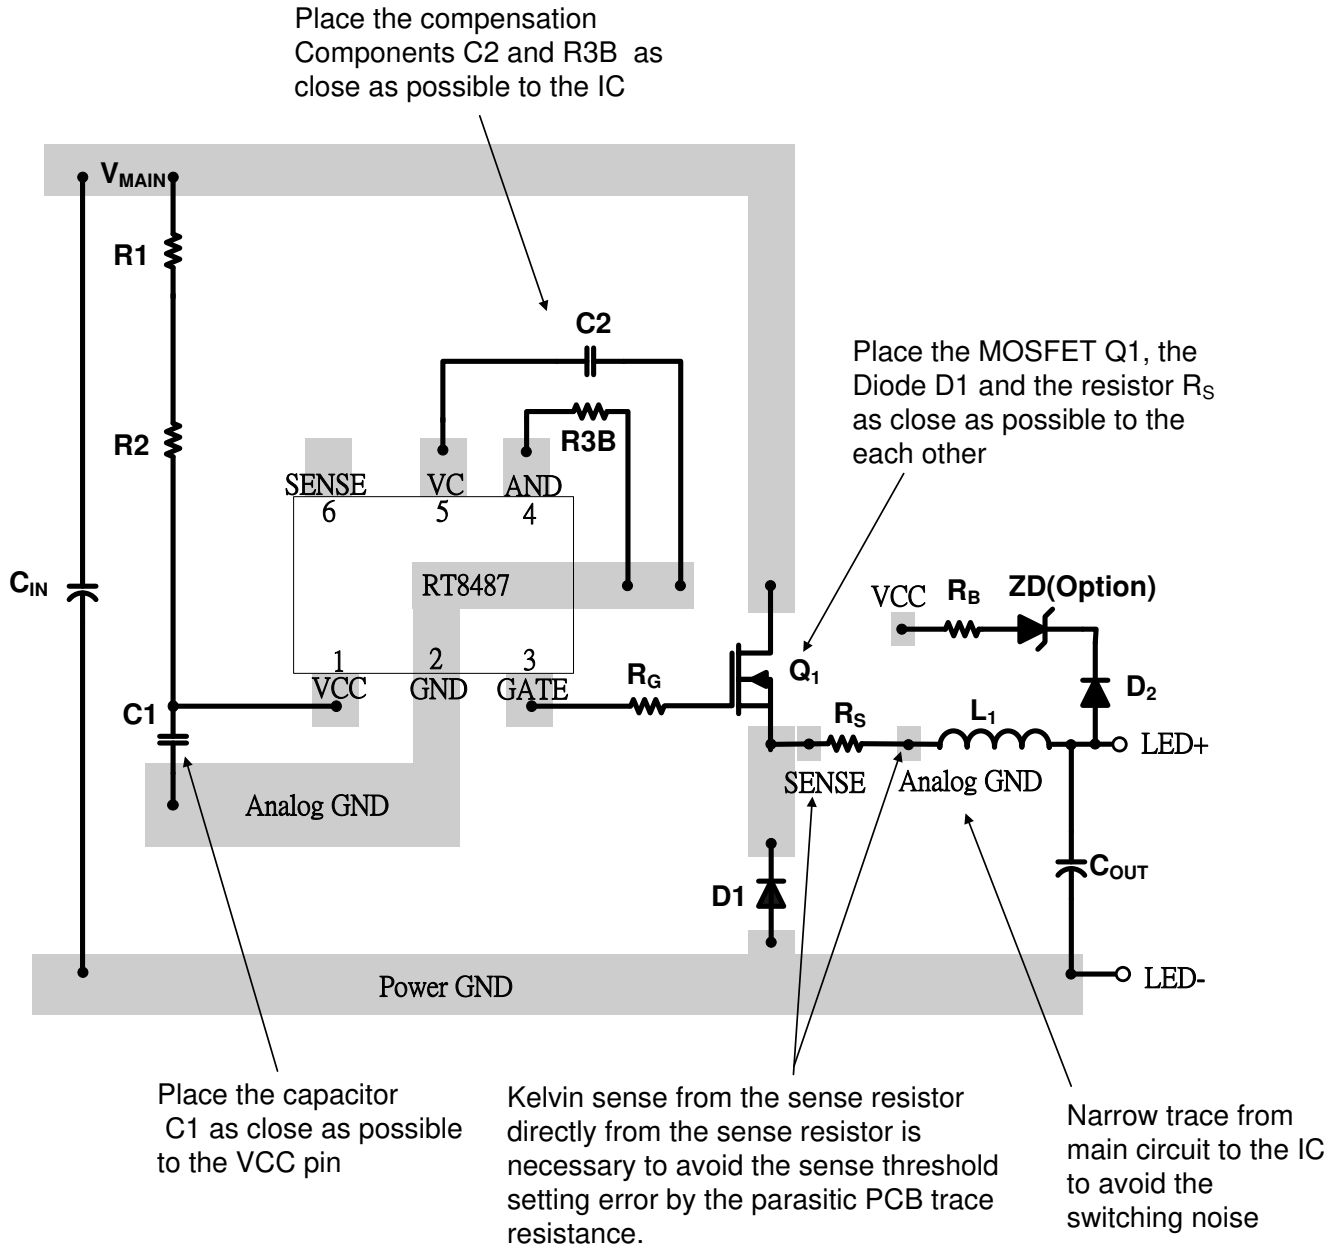 Place the compensation
Components C2 and R3B as
close as possible to the IC
VMAIN
R1
C2
Place the MOSFET Q1, the
Diode D1 and the resistor RS
as close as possible to the
each other
R2
R3B
SENSE
VC
AND
6
5
4
CIN
RT8487
VCC
RB
ZD(Option)
1
2
3
VCC
GND
GATE
RG
Q1
D2
C1
RS
L1
LED+
SENSE
Analog GND
Analog GND
COUT
D1
Power GND
LED-
Place the capacitor
C1 as close as possible
to the VCC pin
Kelvin sense from the sense resistor
directly from the sense resistor is
necessary to avoid the sense threshold
setting error by the parasitic PCB trace
resistance.
Narrow trace from
main circuit to the IC
to avoid the
switching noise